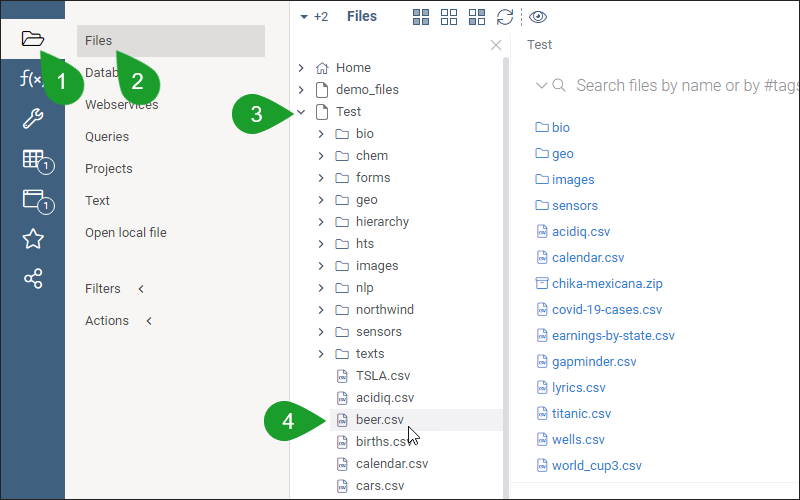 1
f(x)
1
1
Files
2
Datab
Webservices
Queries
Projects
Text
Open local file
Filters
Actions
+2 Files
Home
demo_files
3
Test
bio
chem
forms
geo
hierarchy
hts
images
nlp
northwind
sensors
texts
TSLA.csv
acidiq.csv
4
beer.csv
births.csv
calendar.csv
cars.csv
Test
Search files by name or by #tags
bio
geo
images
sensors
acidiq.csv
calendar.csv
chika-mexicana.zip
covid-19-cases.csv
earnings-by-state.csv
gapminder.csv
lyrics.csv
titanic.csv
wells.csv
world_cup3.csv